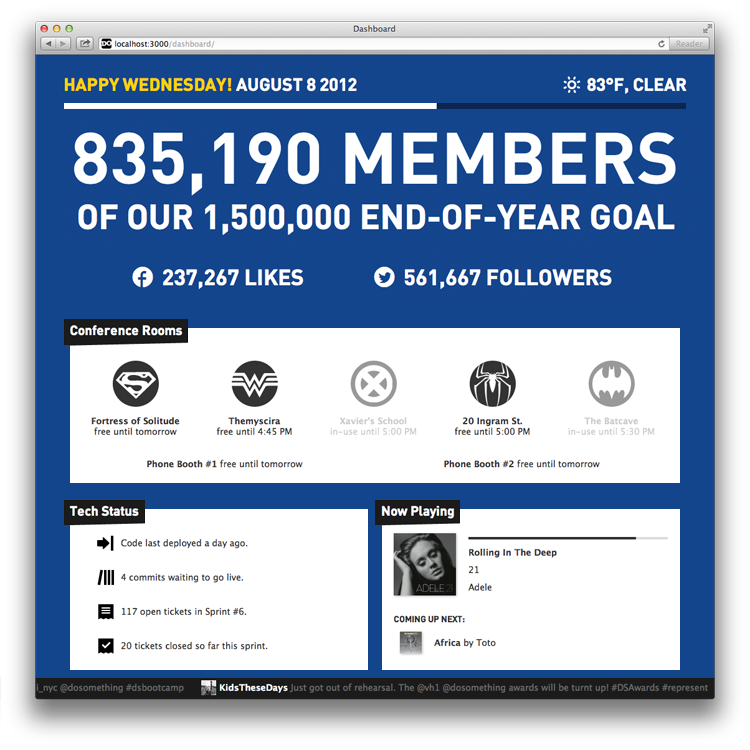 Dashboard
localhost:3000/dashboard/
Reader
HAPPY WEDNESDAY! AUGUST 8 2012
83°F, CLEAR
835,190 MEMBERS
OF OUR 1,500,000 END-OF-YEAR GOAL
237,267 LIKES
561,667 FOLLOWERS
Conference Rooms
Fortress of Solitude
free until tomorrow
Themyscira
free until 4:45 PM
Xavier's School
in-use until 5:00 PM
20 Ingram St.
free until 5:00 PM
The Batcave
in-use until 5:30 PM
Phone Booth #1 free until tomorrow
Phone Booth #2 free until tomorrow
Tech Status
Code last deployed a day ago.
4 commits waiting to go live.
117 open tickets in Sprint #6.
20 tickets closed so far this sprint.
Now Playing
ADELE 21
Rolling In The Deep
21
Adele
COMING UP NEXT:
Africa by Toto
i_nyc @dosomething #dsbootcamp
KidsTheseDays Just got out of rehearsal. The @vh1 @dosomething awards will be turnt up! #DSAwards #represent